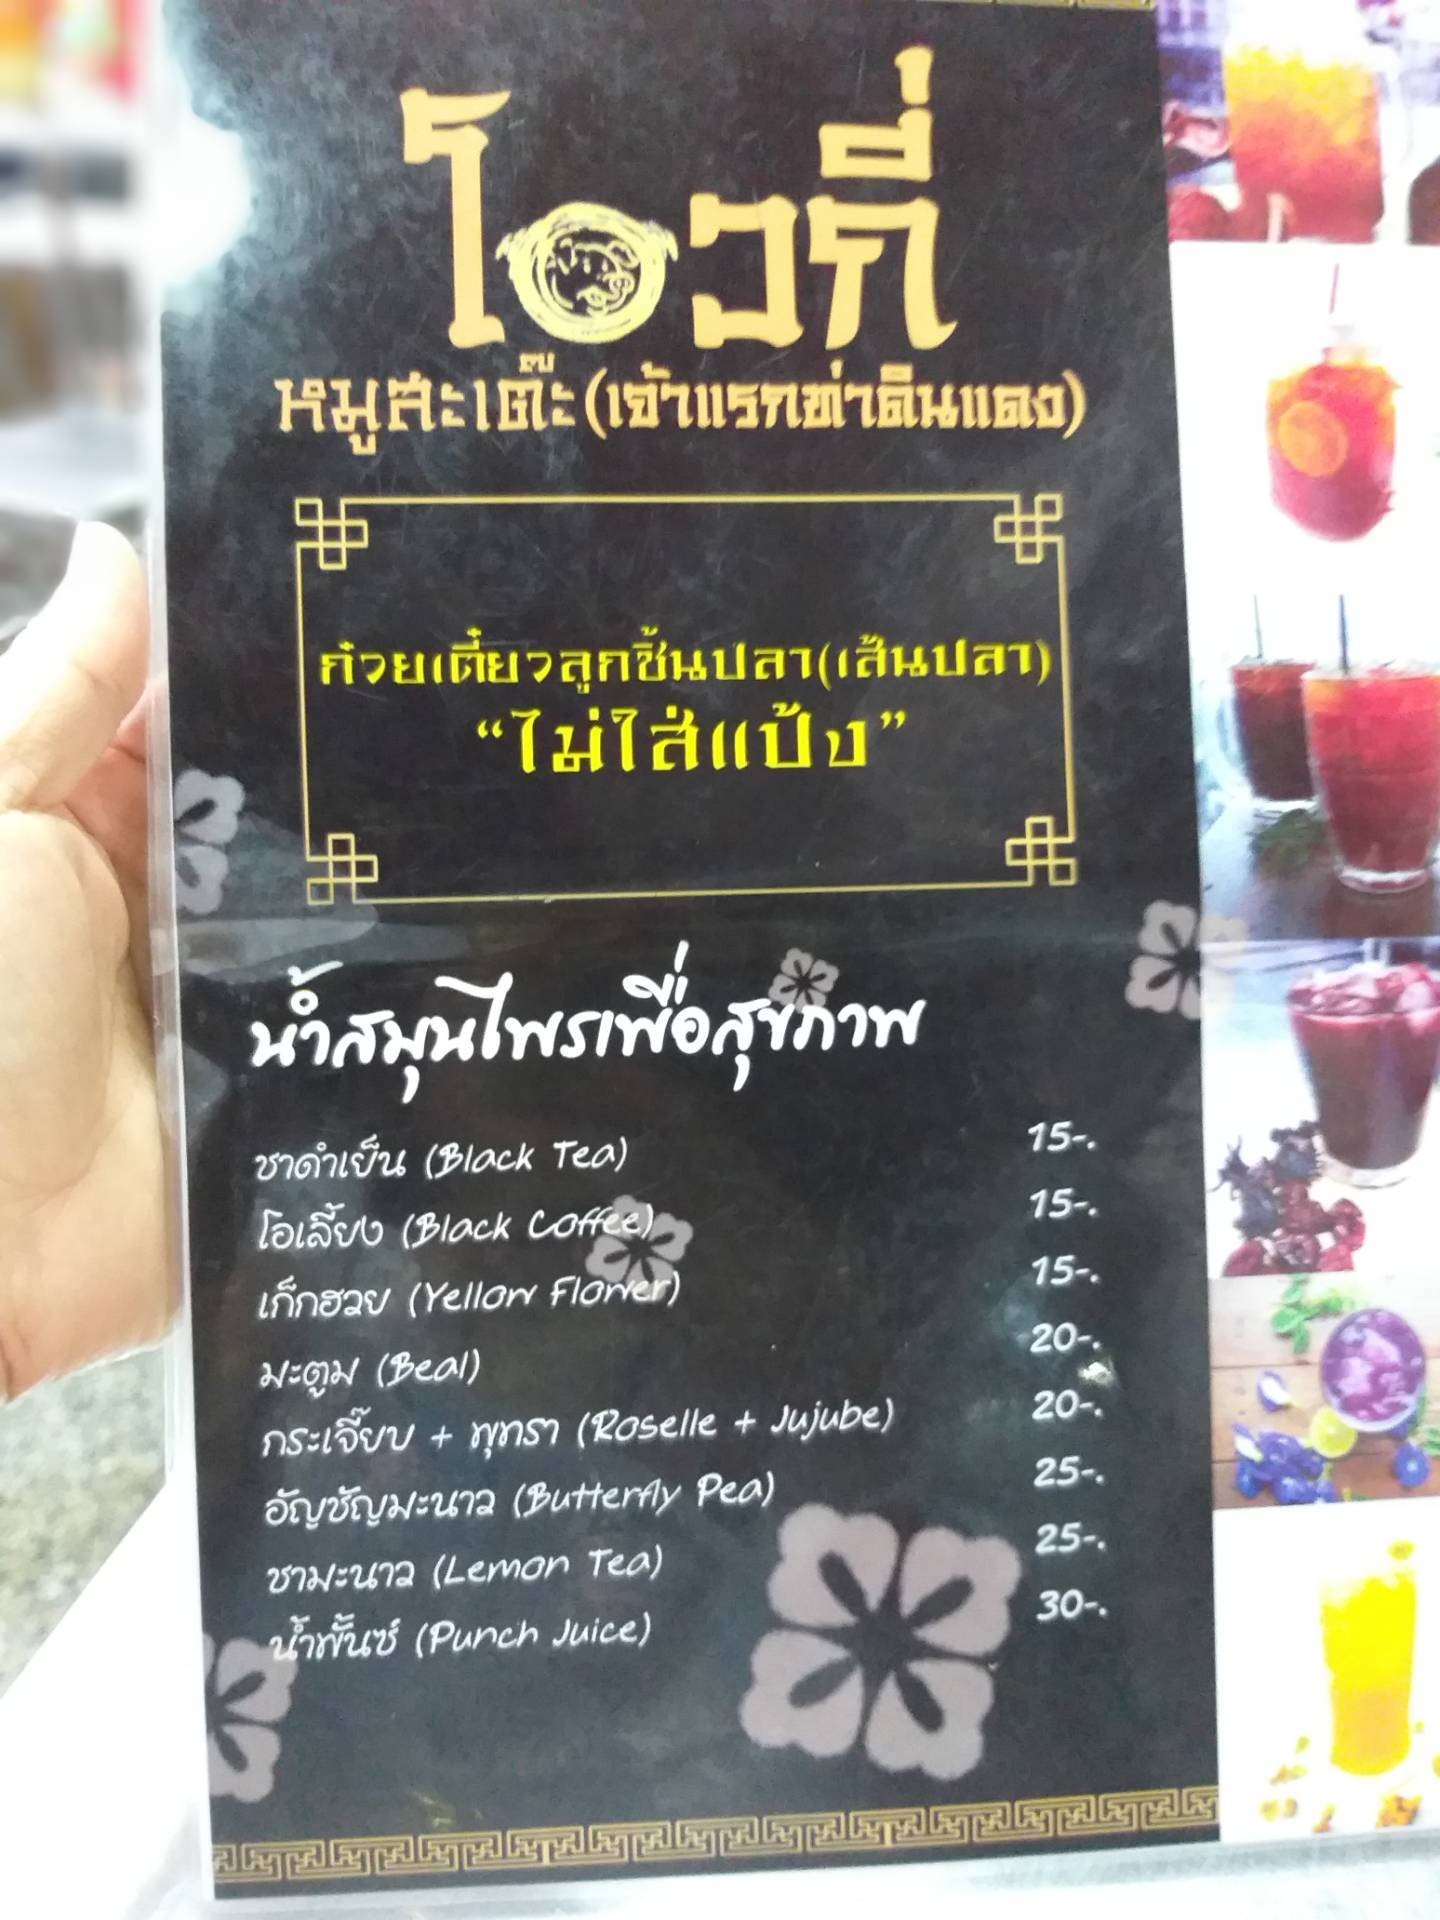 โอวกี่
หมูสะเต๊ะ(เจ้าแรกท่าดินแดง)
ก๋วยเตี๋ยวลูกชิ้นปลา(เส้นปลา)
“ไม่ใส่แป้ง”
น้ำสมุนไพรเพื่อสุขภาพ
ชาดำเย็น (Black Tea) 15-.
โอเลี้ยง (Black Coffee) 15-.
เก็กฮวย (Yellow Flower) 15-.
มะตูม (Beal) 20-.
กระเจี๊ยบ + พุทรา (Roselle + Jujube) 20-.
อัญชัญมะนาว (Butterfly Pea) 25-.
ชามะนาว (Lemon Tea) 25-.
น้ำพั้นซ์ (Punch Juice) 30-.